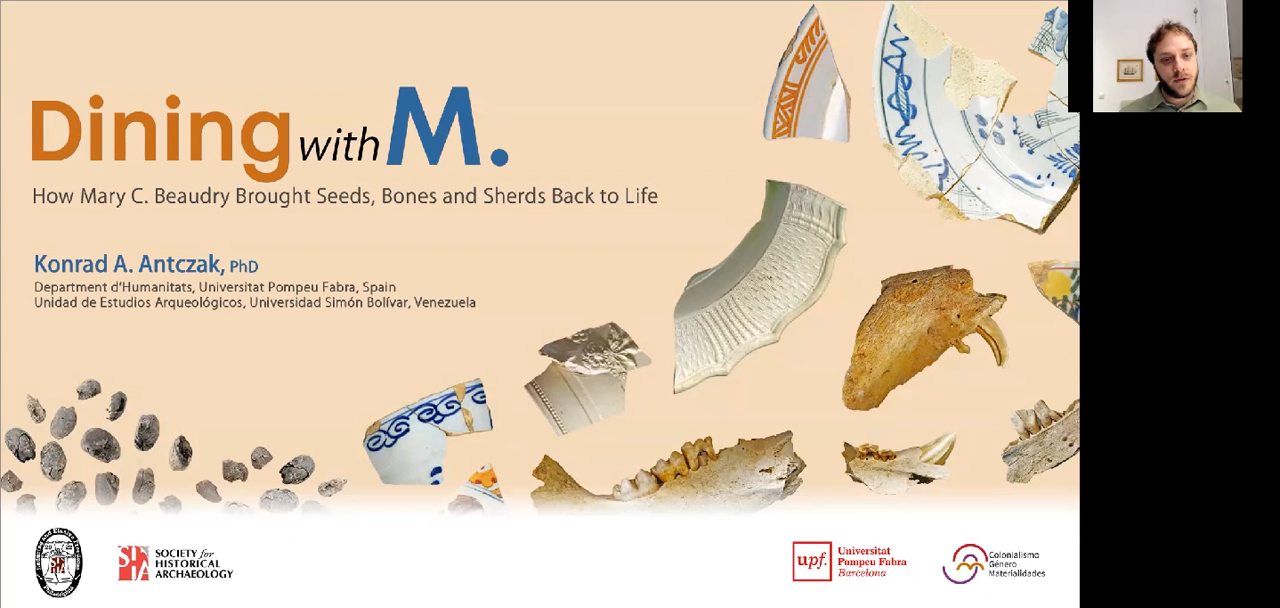 Dining with M.
How Mary C. Beaudry Brought Seeds, Bones and Sherds Back to Life
Konrad A. Antczak, PhD
Department d'Humanitats, Universitat Pompeu Fabra, Spain
Unidad de Estudios Arqueológicos, Universidad Simón Bolívar, Venezuela
SHA
SOCIETY for
HISTORICAL
ARCHAEOLOGY
upf.
Universitat
Pompeu Fabra
Barcelona
Colonialismo
Género
Materialidades